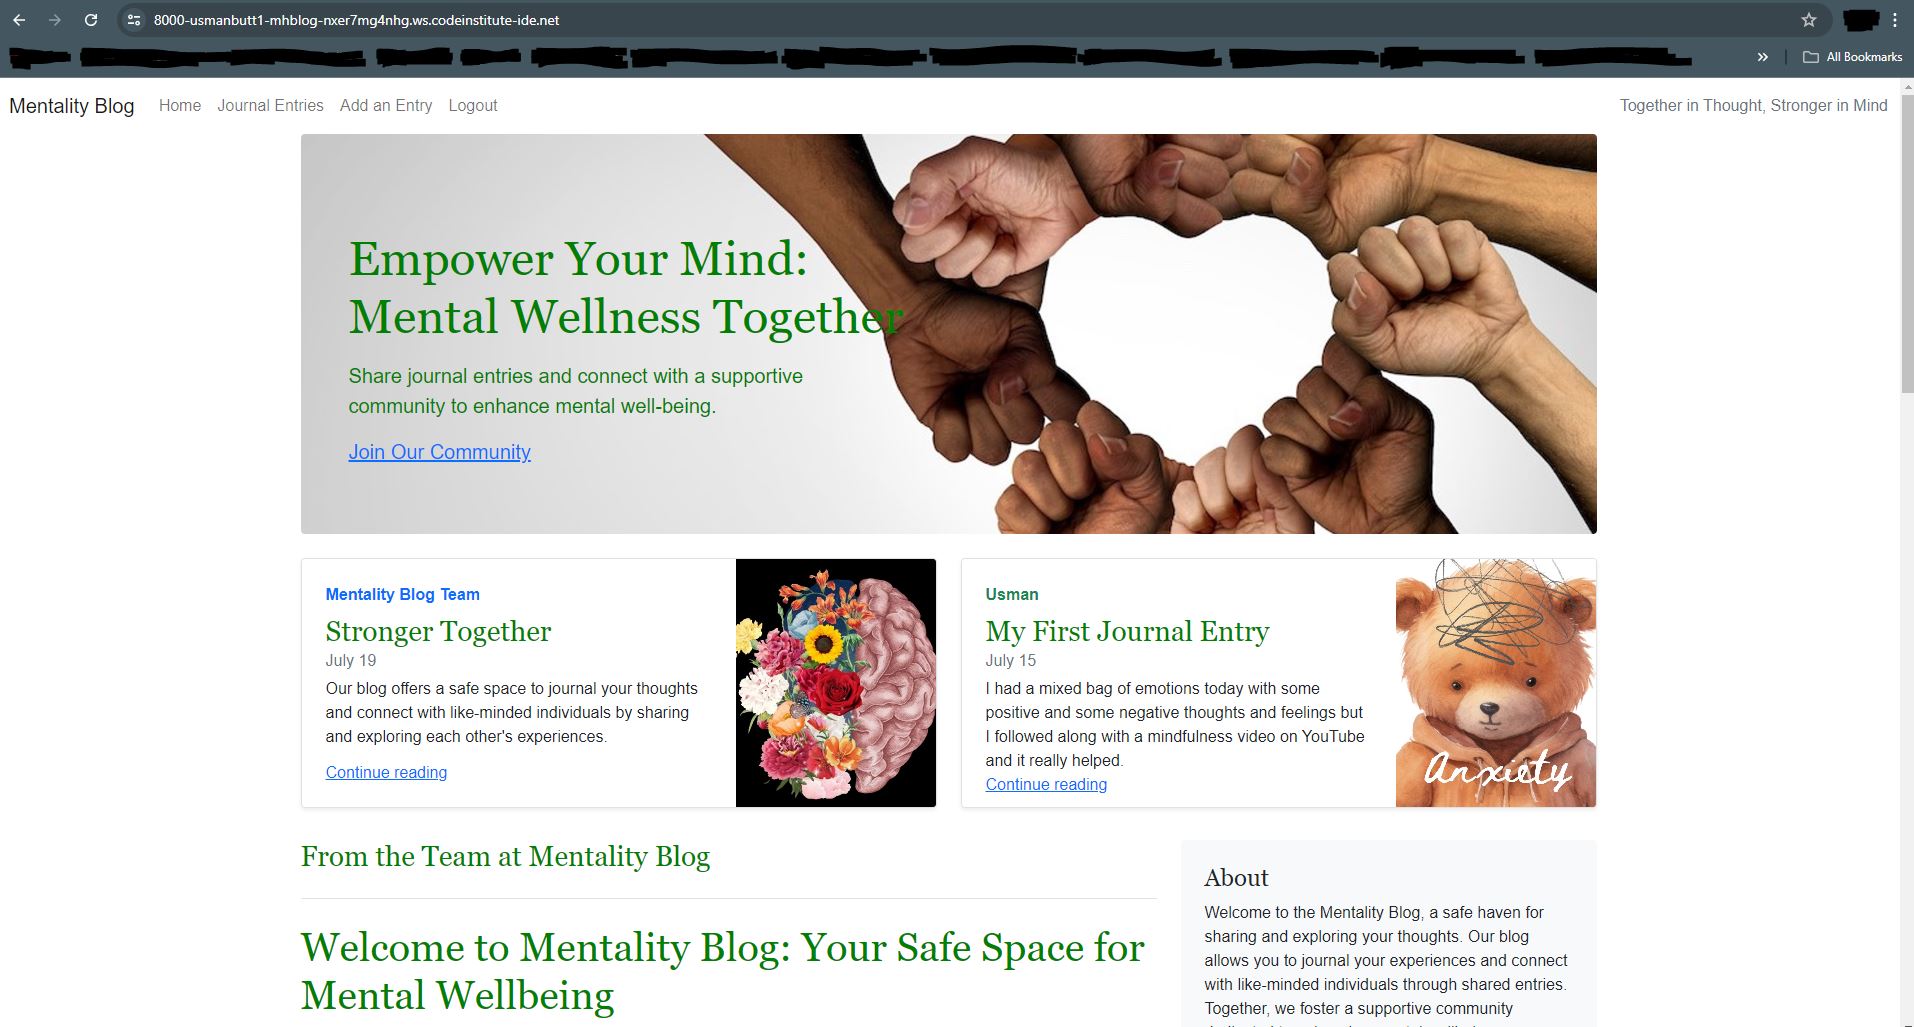 8000-usmanbutt1-mhblog-nxer7mg4nhg.ws.codeinstitute-ide.net
All Bookmarks
Mentality Blog Home Journal Entries Add an Entry Logout Together in Thought, Stronger in Mind
Empower Your Mind:
Mental Wellness Together
Share journal entries and connect with a supportive
community to enhance mental well-being.
Join Our Community
Mentality Blog Team
Stronger Together
July 19
Our blog offers a safe space to journal your thoughts
and connect with like-minded individuals by sharing
and exploring each other's experiences.
Continue reading
Usman
My First Journal Entry
July 15
I had a mixed bag of emotions today with some
positive and some negative thoughts and feelings but
I followed along with a mindfulness video on YouTube
and it really helped.
Continue reading
Anxiety
From the Team at Mentality Blog
Welcome to Mentality Blog: Your Safe Space for
Mental Wellbeing
About
Welcome to the Mentality Blog, a safe haven for
sharing and exploring your thoughts. Our blog
allows you to journal your experiences and connect
with like-minded individuals through shared entries.
Together, we foster a supportive community